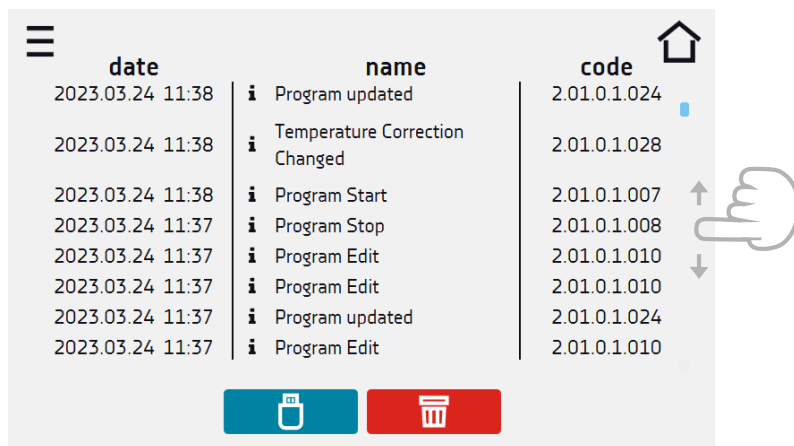 date name code
2023.03.24 11:38 i Program updated 2.01.0.1.024
2023.03.24 11:38 i Temperature Correction Changed 2.01.0.1.028
2023.03.24 11:38 i Program Start 2.01.0.1.007
2023.03.24 11:37 i Program Stop 2.01.0.1.008
2023.03.24 11:37 i Program Edit 2.01.0.1.010
2023.03.24 11:37 i Program Edit 2.01.0.1.010
2023.03.24 11:37 i Program updated 2.01.0.1.024
2023.03.24 11:37 i Program Edit 2.01.0.1.010